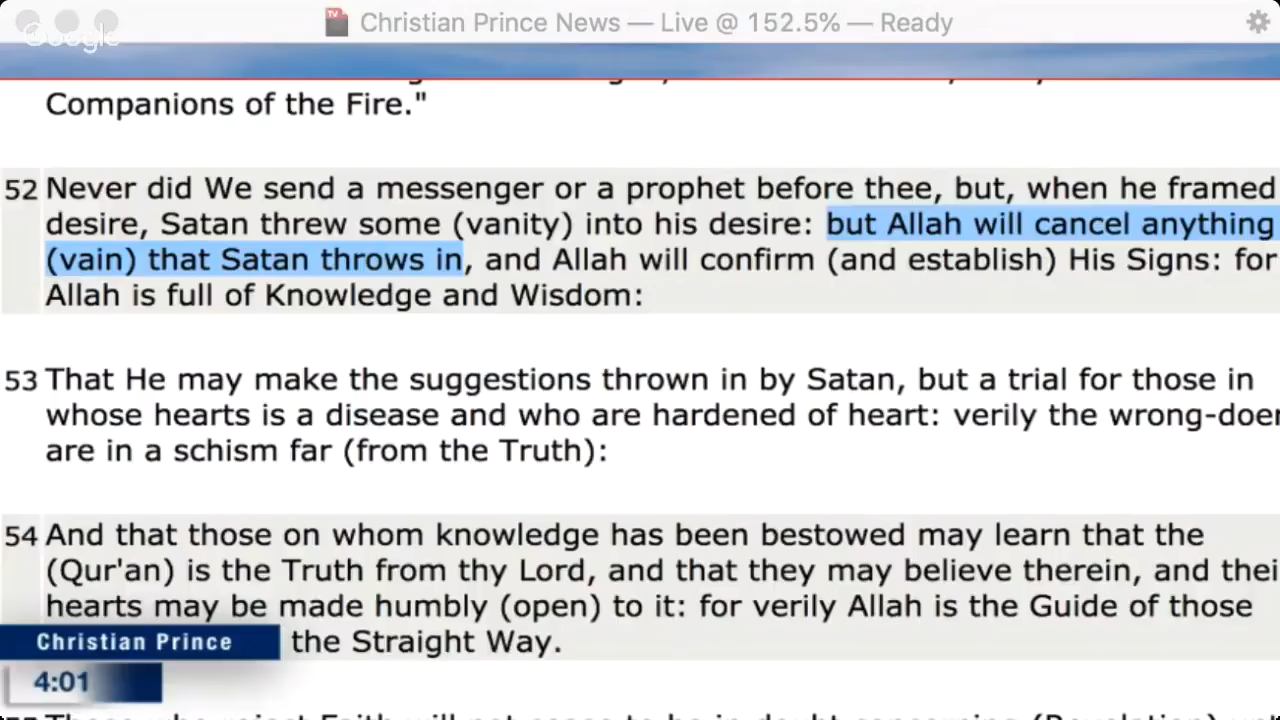 Christian Prince News — Live @ 152.5% — Ready
Google
Companions of the Fire."
52 Never did We send a messenger or a prophet before thee, but, when he framed
desire, Satan threw some (vanity) into his desire: but Allah will cancel anything
(vain) that Satan throws in, and Allah will confirm (and establish) His Signs: for
Allah is full of Knowledge and Wisdom:
53 That He may make the suggestions thrown in by Satan, but a trial for those in
whose hearts is a disease and who are hardened of heart: verily the wrong-doer
are in a schism far (from the Truth):
54 And that those on whom knowledge has been bestowed may learn that the
(Qur'an) is the Truth from thy Lord, and that they may believe therein, and thei
hearts may be made humbly (open) to it: for verily Allah is the Guide of those
Christian Prince the Straight Way.
4:01